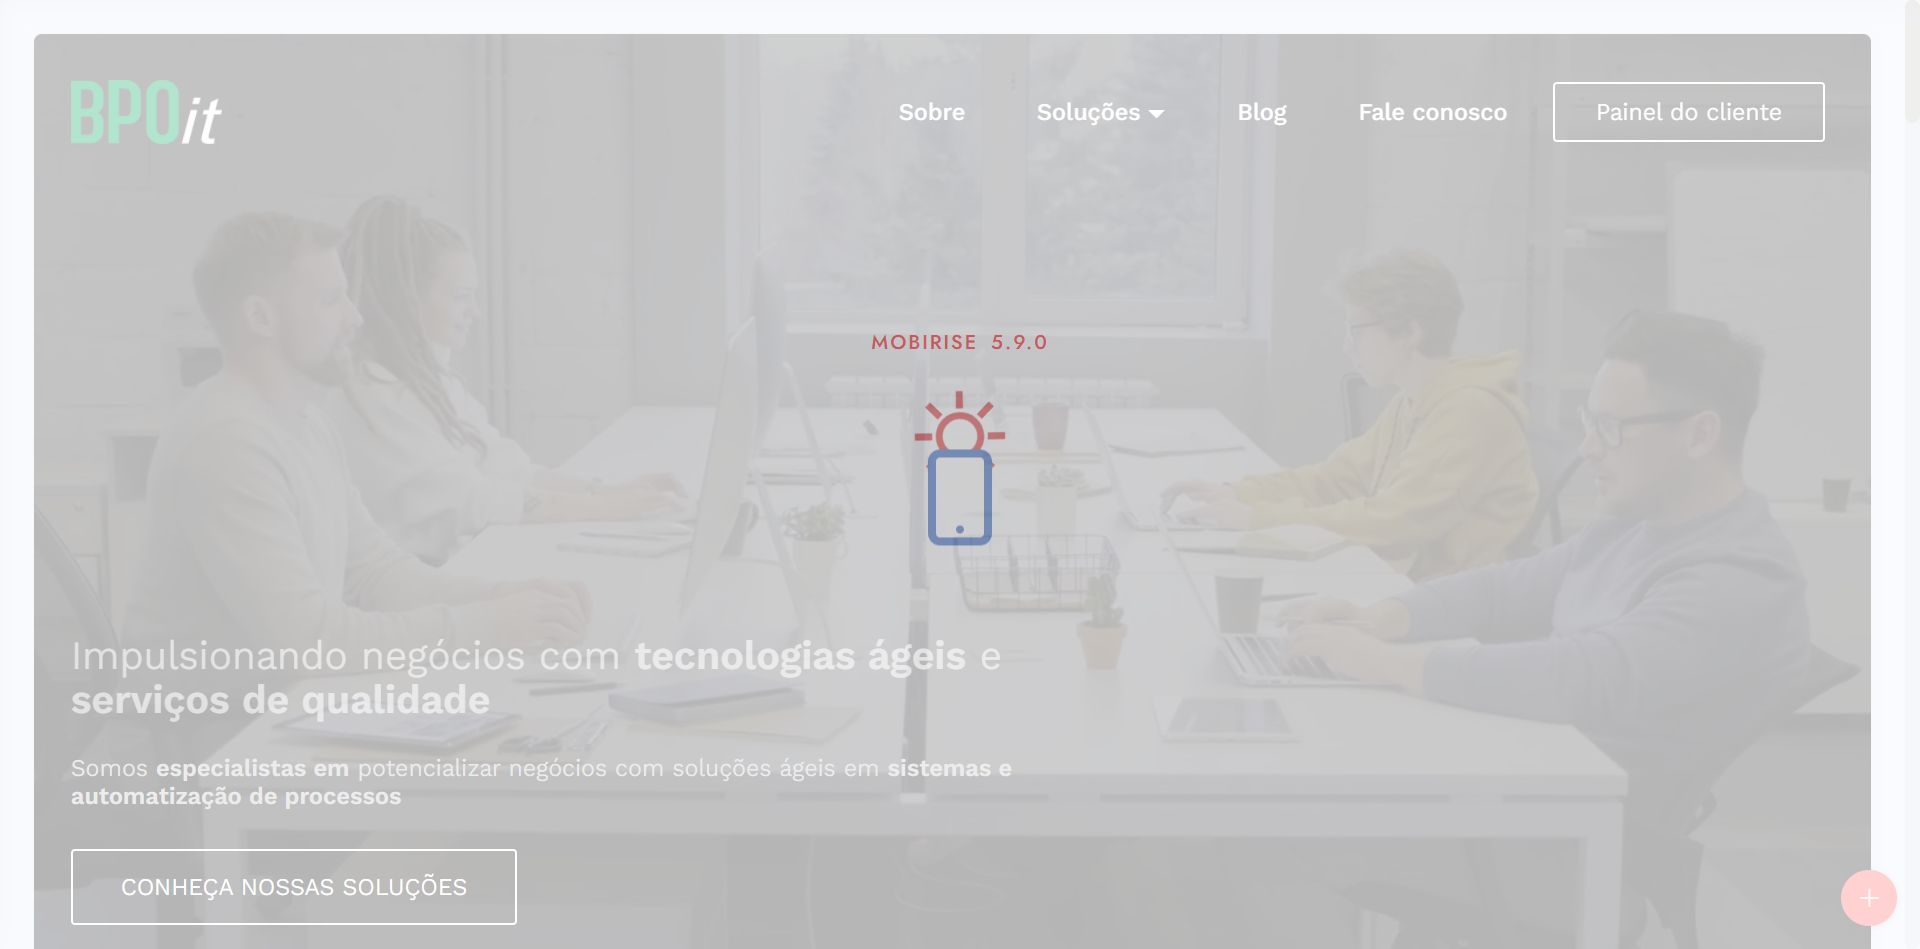 BPOit
Sobre
Soluções
Blog
Fale conosco
Painel do cliente
MOBIRISE 5.9.0
Impulsionando negócios com tecnologias ágeis e
serviços de qualidade
Somos especialistas em potencializar negócios com soluções ágeis em sistemas e
automatização de processos
CONHEÇA NOSSAS SOLUÇÕES